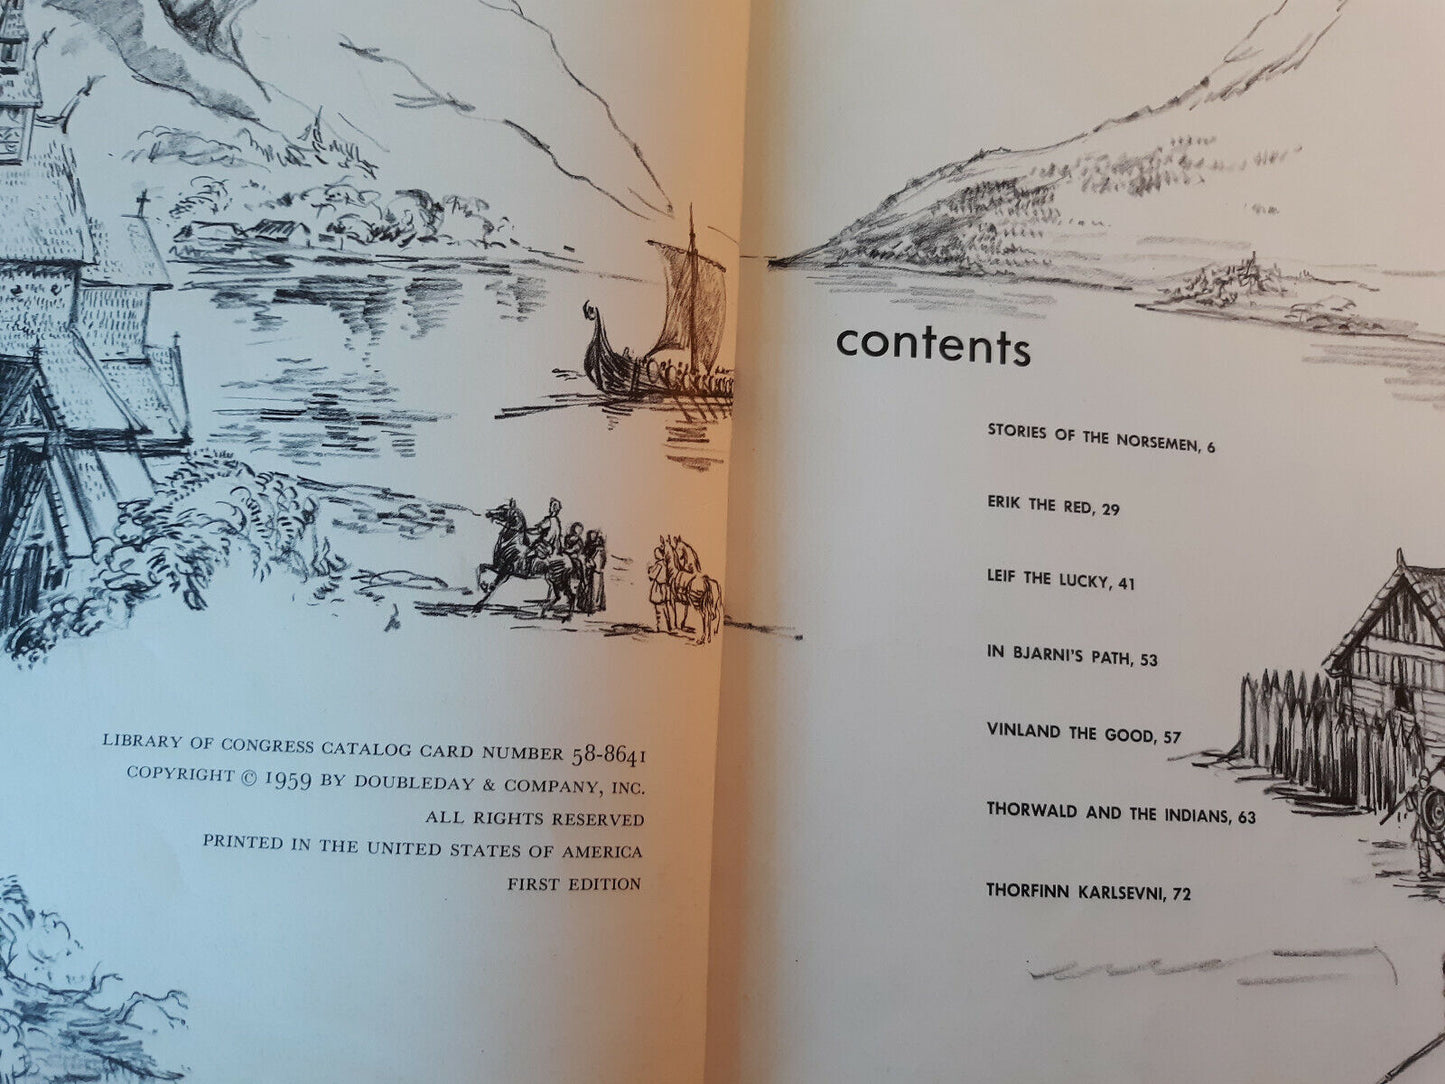 LIBRARY OF CONGRESS CATALOG CARD NUMBER 58-8641
COPYRIGHT © 1959 BY DOUBLEDAY & COMPANY, INC.
ALL RIGHTS RESERVED
PRINTED IN THE UNITED STATES OF AMERICA
FIRST EDITION
contents
STORIES OF THE NORSEMEN, 6
ERIK THE RED, 29
LEIF THE LUCKY, 41
IN BJARNI'S PATH, 53
VINLAND THE GOOD, 57
THORWALD AND THE INDIANS, 63
THORFINN KARLSEVNI, 72